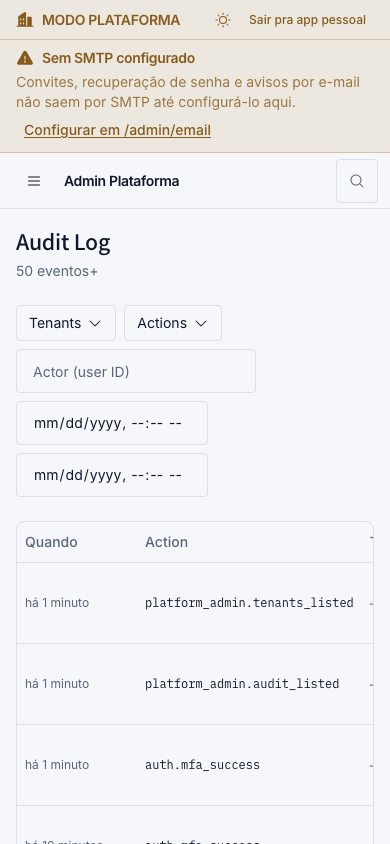 MODO PLATAFORMA
Sair pra app pessoal
Sem SMTP configurado
Convites, recuperação de senha e avisos por e-mail
não saem por SMTP até configurá-lo aqui.
Configurar em /admin/email
Admin Plataforma
Audit Log
50 eventos+
Tenants
Actions
Actor (user ID)
mm/dd/yyyy, --:-- --
mm/dd/yyyy, --:-- --
Quando Action
há 1 minuto platform_admin.tenants_listed
há 1 minuto platform_admin.audit_listed
há 1 minuto auth.mfa_success